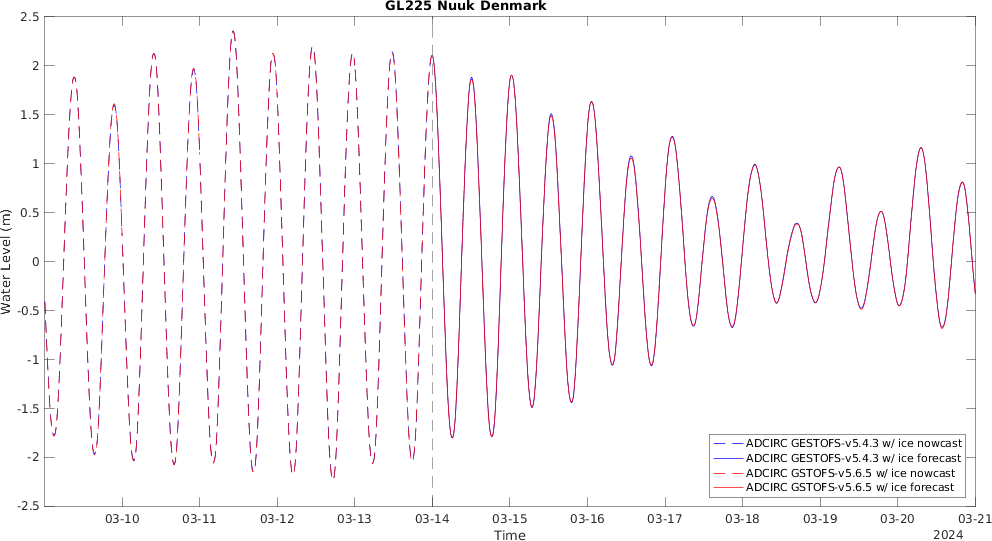 GL225 Nuuk Denmark
2.5
2
1.5
1
0.5
0
-0.5
-1
-1.5
-2
-2.5
Water Level (m)
ADCIRC GESTOFS-v5.4.3 w/ ice nowcast
ADCIRC GESTOFS-v5.4.3 w/ ice forecast
ADCIRC GSTOFS-v5.6.5 w/ ice nowcast
ADCIRC GSTOFS-v5.6.5 w/ ice forecast
03-10 03-11 03-12 03-13 03-14 03-15 03-16 03-17 03-18 03-19 03-20 03-21
Time 2024